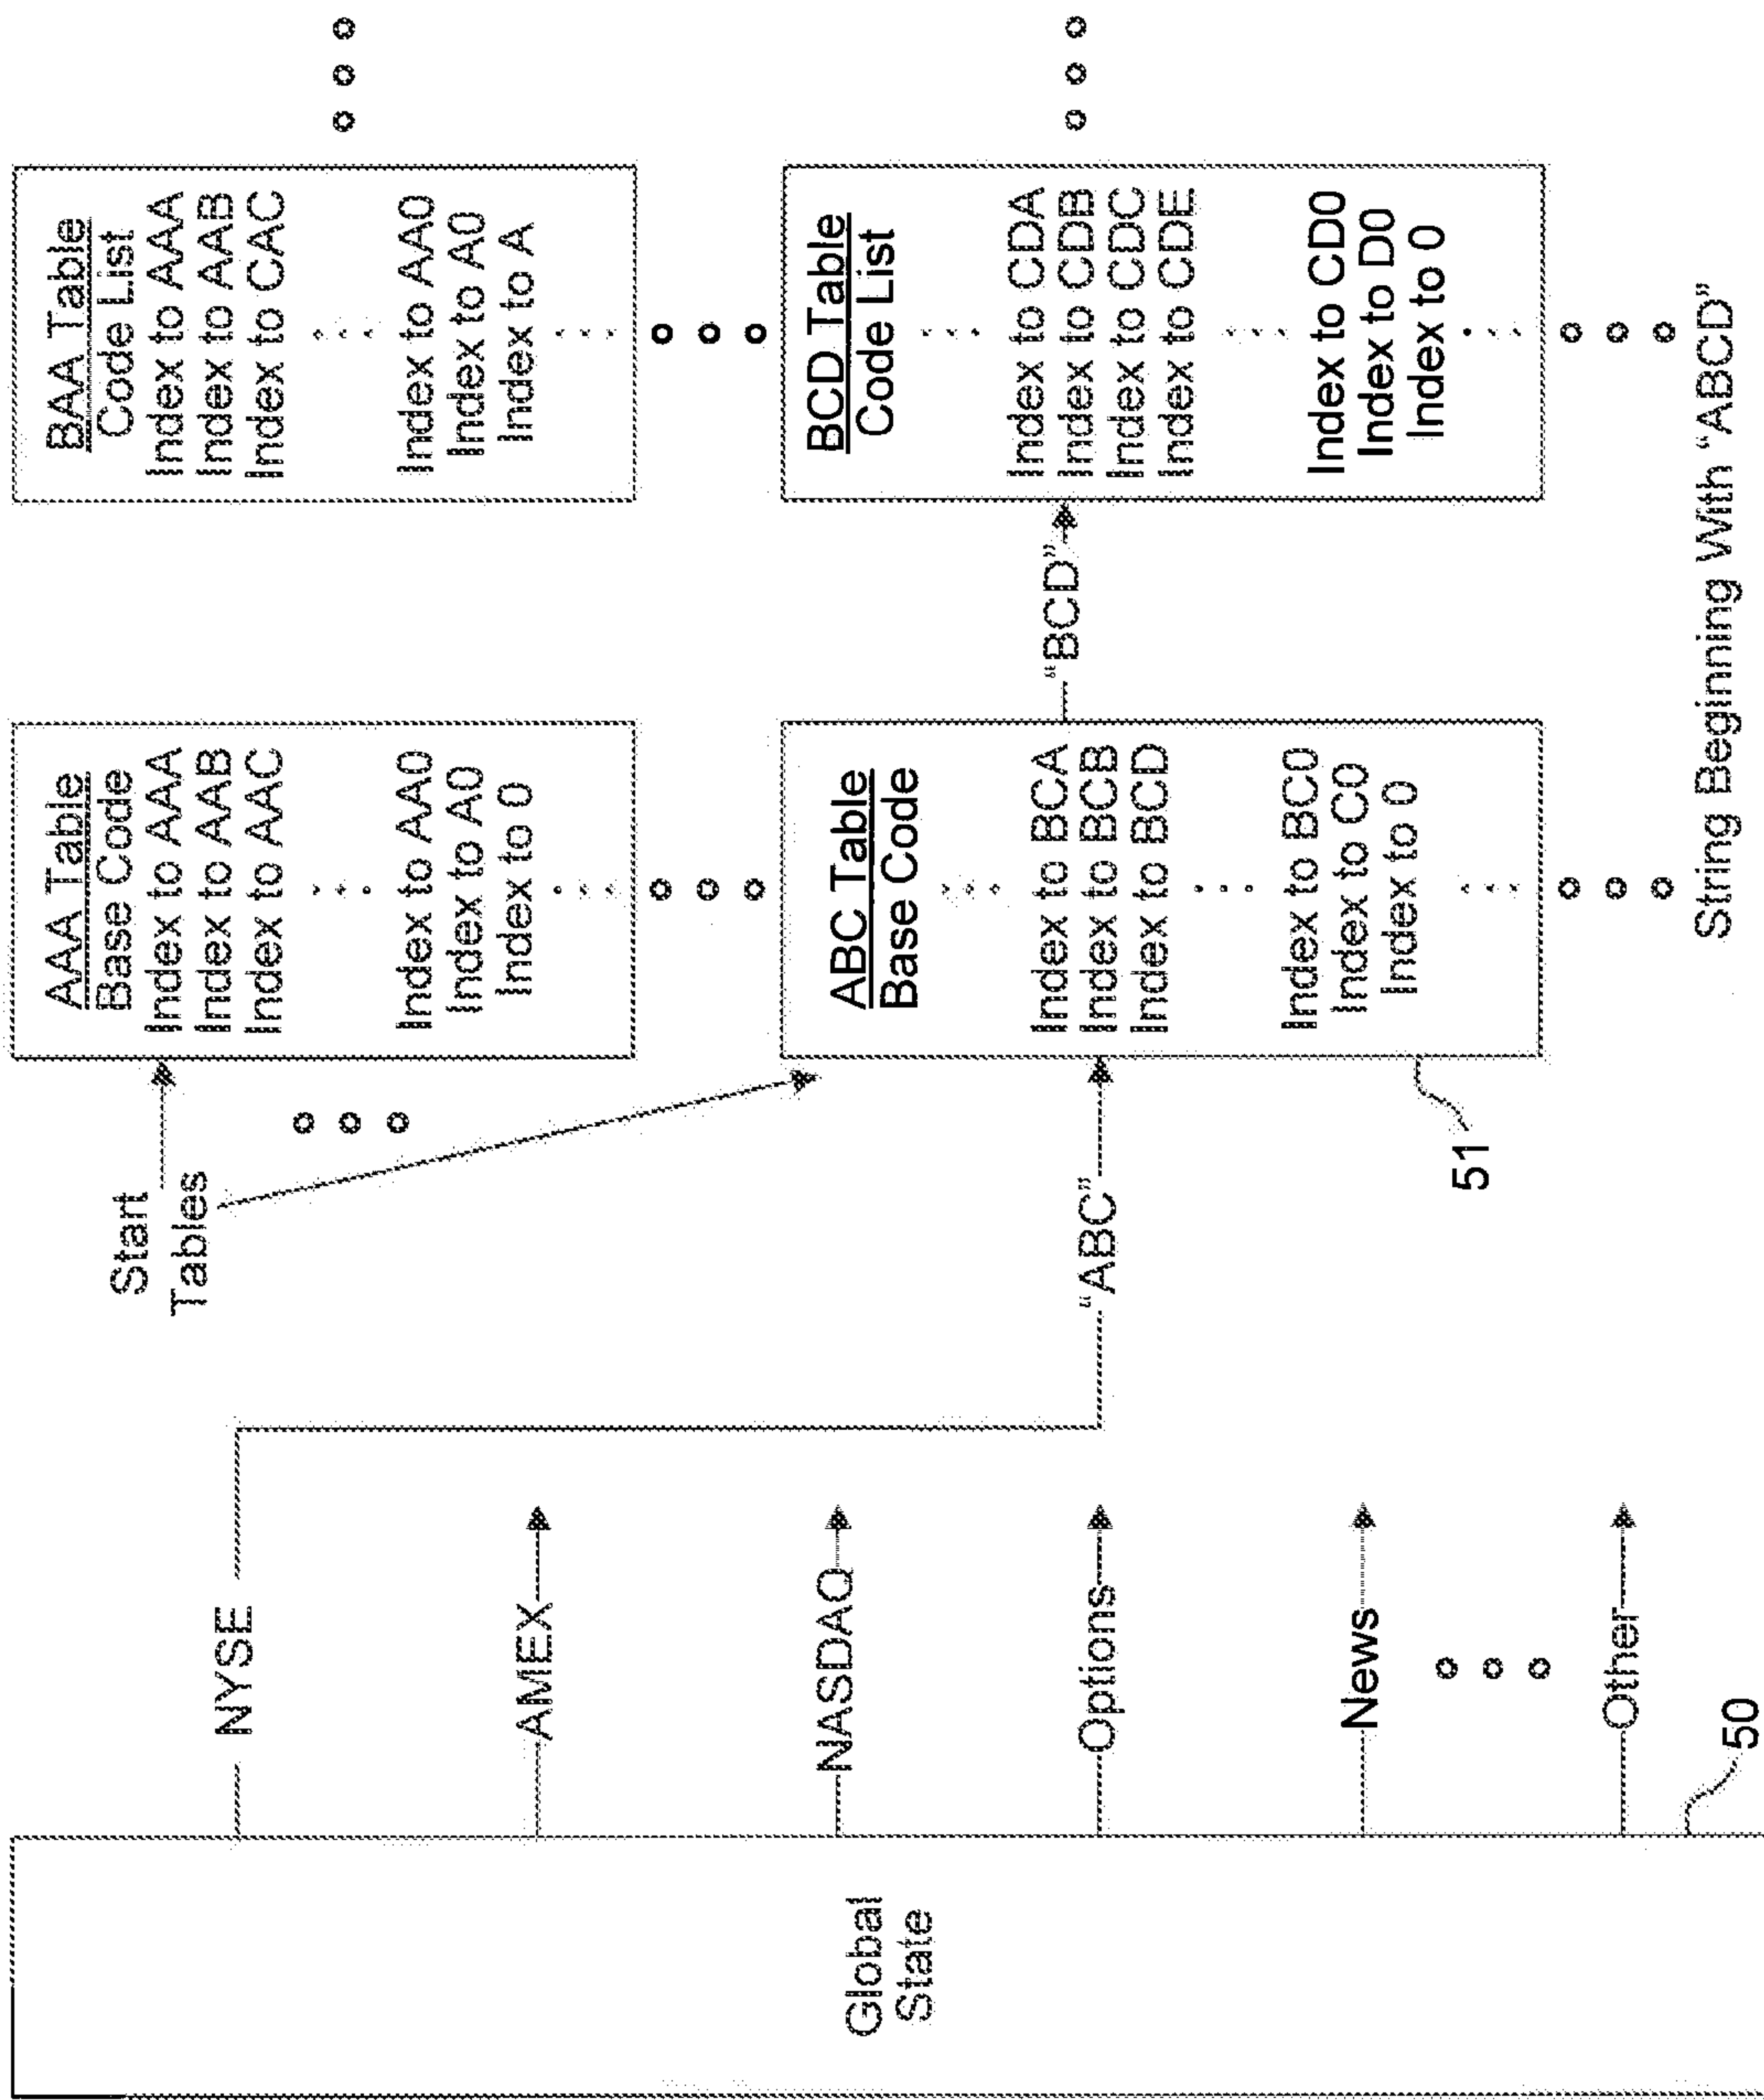 Global
State
50
NYSE
AMEX
NASDAQ
Options
News
Other
Start
Tables
"ABC"
51
AAA Table
Base Code
Index to AAA
Index to AAB
Index to AAC
Index to AA0
Index to A0
Index to 0
ABC Table
Base Code
Index to BCA
Index to BCB
Index to BCD
Index to BC0
Index to C0
Index to 0
"BCD"
BAA Table
Code List
Index to AAA
Index to AAB
Index to CAC
Index to AA0
Index to A0
Index to A
BCD Table
Code List
Index to CDA
Index to CDB
Index to CDC
Index to CDE
Index to CD0
Index to D0
Index to 0
String Beginning With "ABCD"